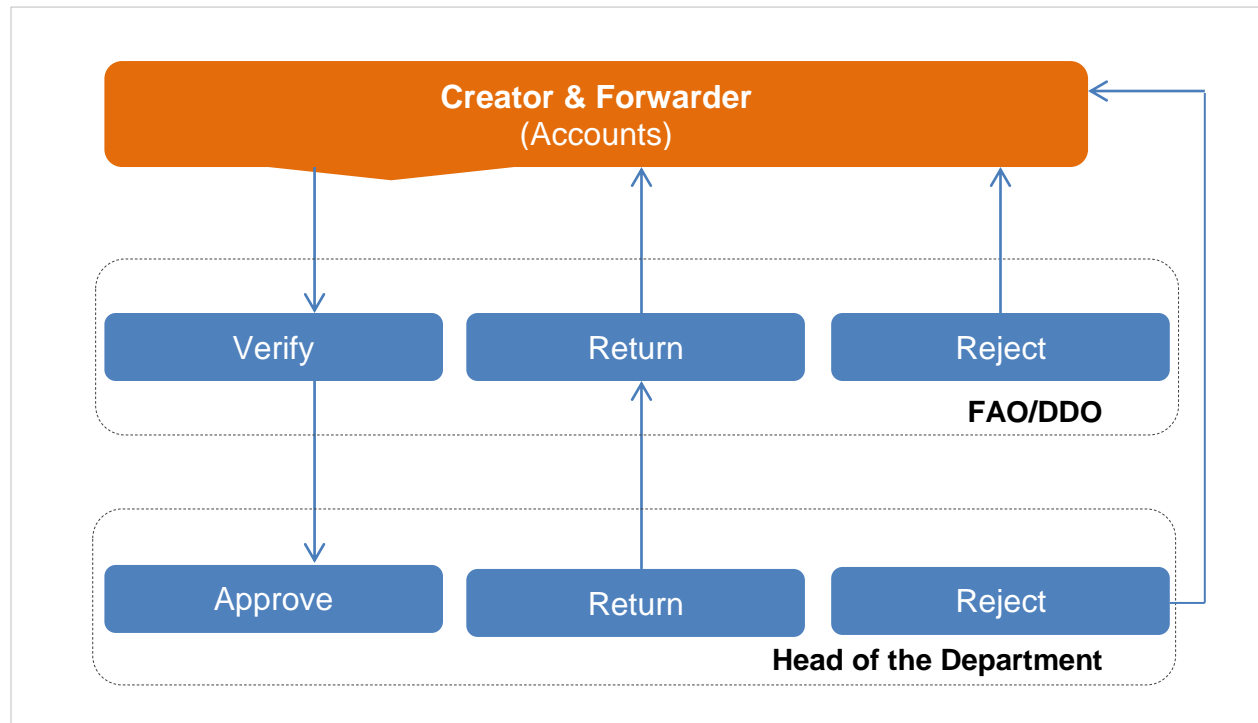 Creator & Forwarder
(Accounts)
Verify
Return
Reject
FAO/DDO
Approve
Return
Reject
Head of the Department